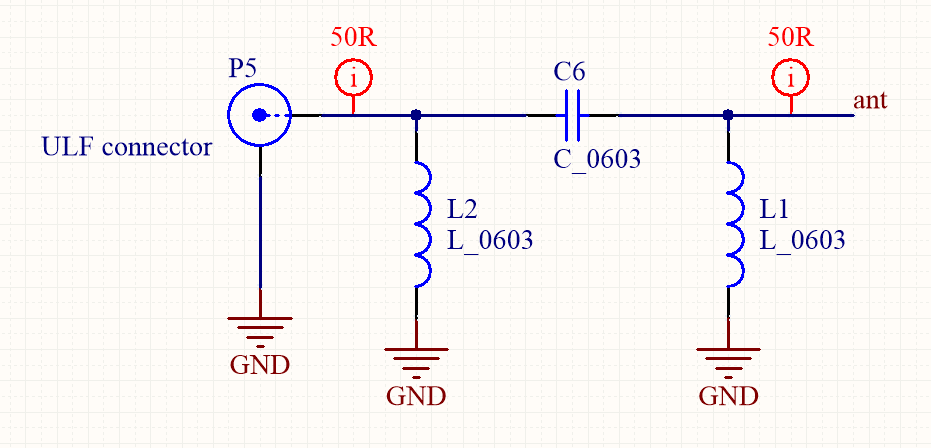 50R
50R
i
i
P5
C6
ant
ULF connector
C_0603
L2
L_0603
L1
L_0603
GND
GND
GND